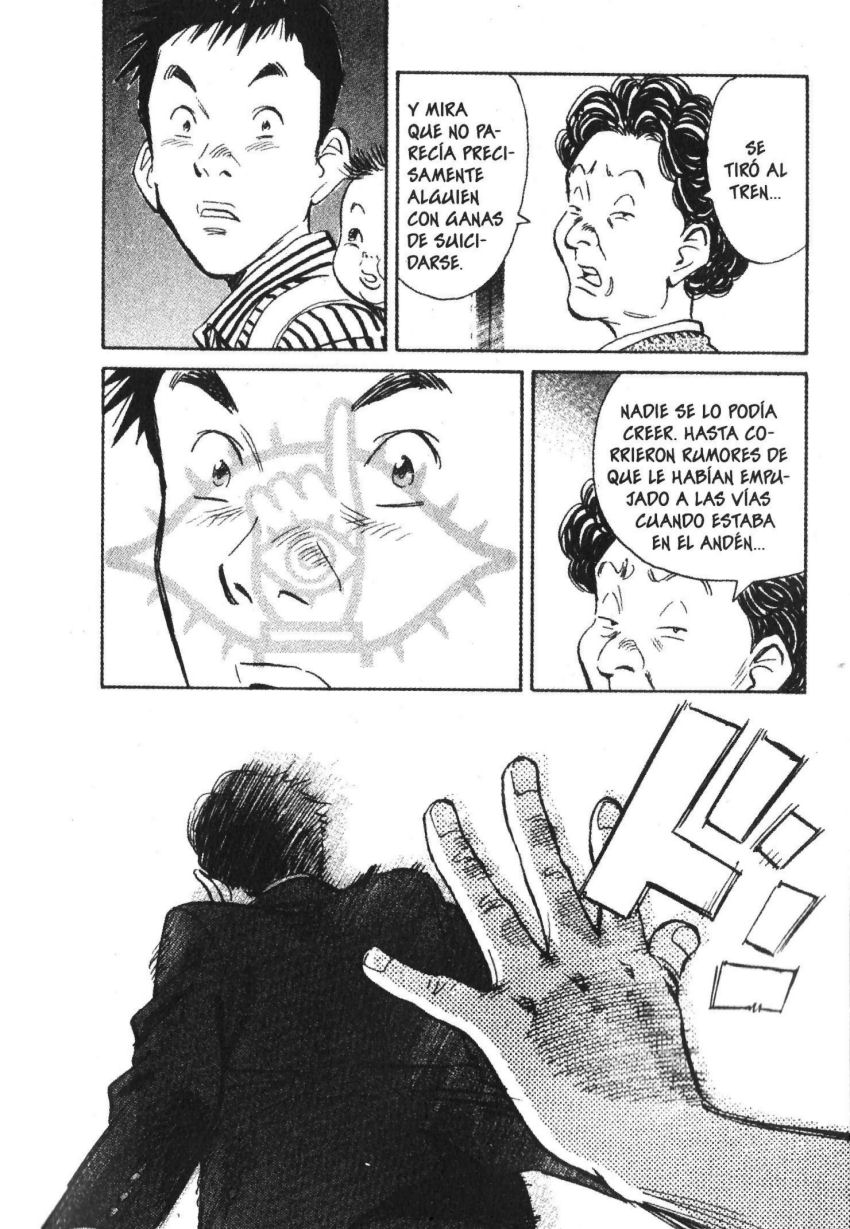 SE
TIRÓ AL
TREN...
Y MIRA
QUE NO PA-
RECÍA PRECI-
SAMENTE
ALGUIEN
CON GANAS
DE SUICI-
DARSE.
NADIE SE LO PODÍA
CREER. HASTA CO-
RRIERON RUMORES DE
QUE LE HABÍAN EMPU-
JADO A LAS VÍAS
CUANDO ESTABA
EN EL ANDÉN...